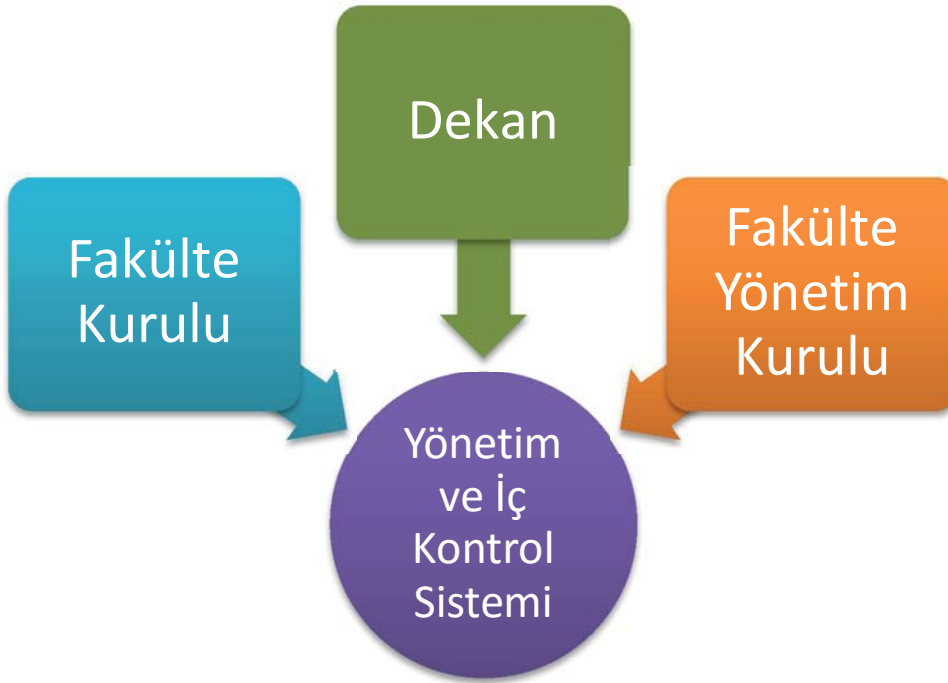 Dekan
Fakülte
Kurulu
Fakülte
Yönetim
Kurulu
Yönetim
ve İç
Kontrol
Sistemi